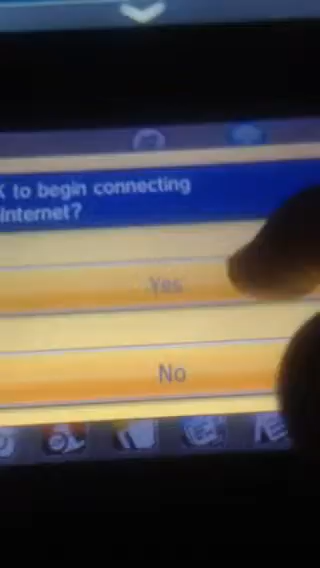 K to begin connecting
Internet?
Yes
No